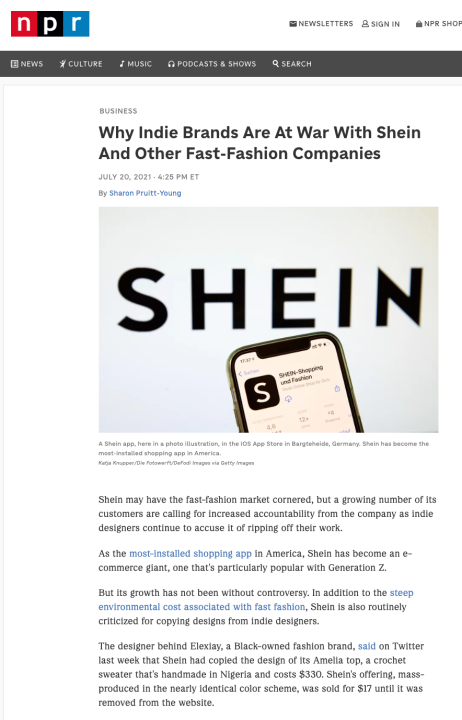 npr
NEWSLETTERS SIGN IN NPR SHOP
NEWS CULTURE MUSIC PODCASTS & SHOWS SEARCH
BUSINESS
Why Indie Brands Are At War With Shein
And Other Fast-Fashion Companies
JULY 20, 2021 · 4:25 PM ET
By Sharon Pruitt-Young
SHEIN
17:37
Suchen
SHEIN-Shopping
und Fashion
S
4,6
12+
#4
A Shein app, here in a photo illustration, in the IOS App Store in Bargteheide, Germany. Shein has become the
most-installed shopping app in America.
Katja Knupper/Die Fotowerft/DeFodi Images via Getty Images
Shein may have the fast-fashion market cornered, but a growing number of its
customers are calling for increased accountability from the company as indie
designers continue to accuse it of ripping off their work.
As the most-installed shopping app in America, Shein has become an e-
commerce giant, one that's particularly popular with Generation Z.
But its growth has not been without controversy. In addition to the steep
environmental cost associated with fast fashion, Shein is also routinely
criticized for copying designs from indie designers.
The designer behind Elexiay, a Black-owned fashion brand, said on Twitter
last week that Shein had copied the design of its Amelia top, a crochet
sweater that's handmade in Nigeria and costs $330. Shein's offering, mass-
produced in the nearly identical color scheme, was sold for $17 until it was
removed from the website.